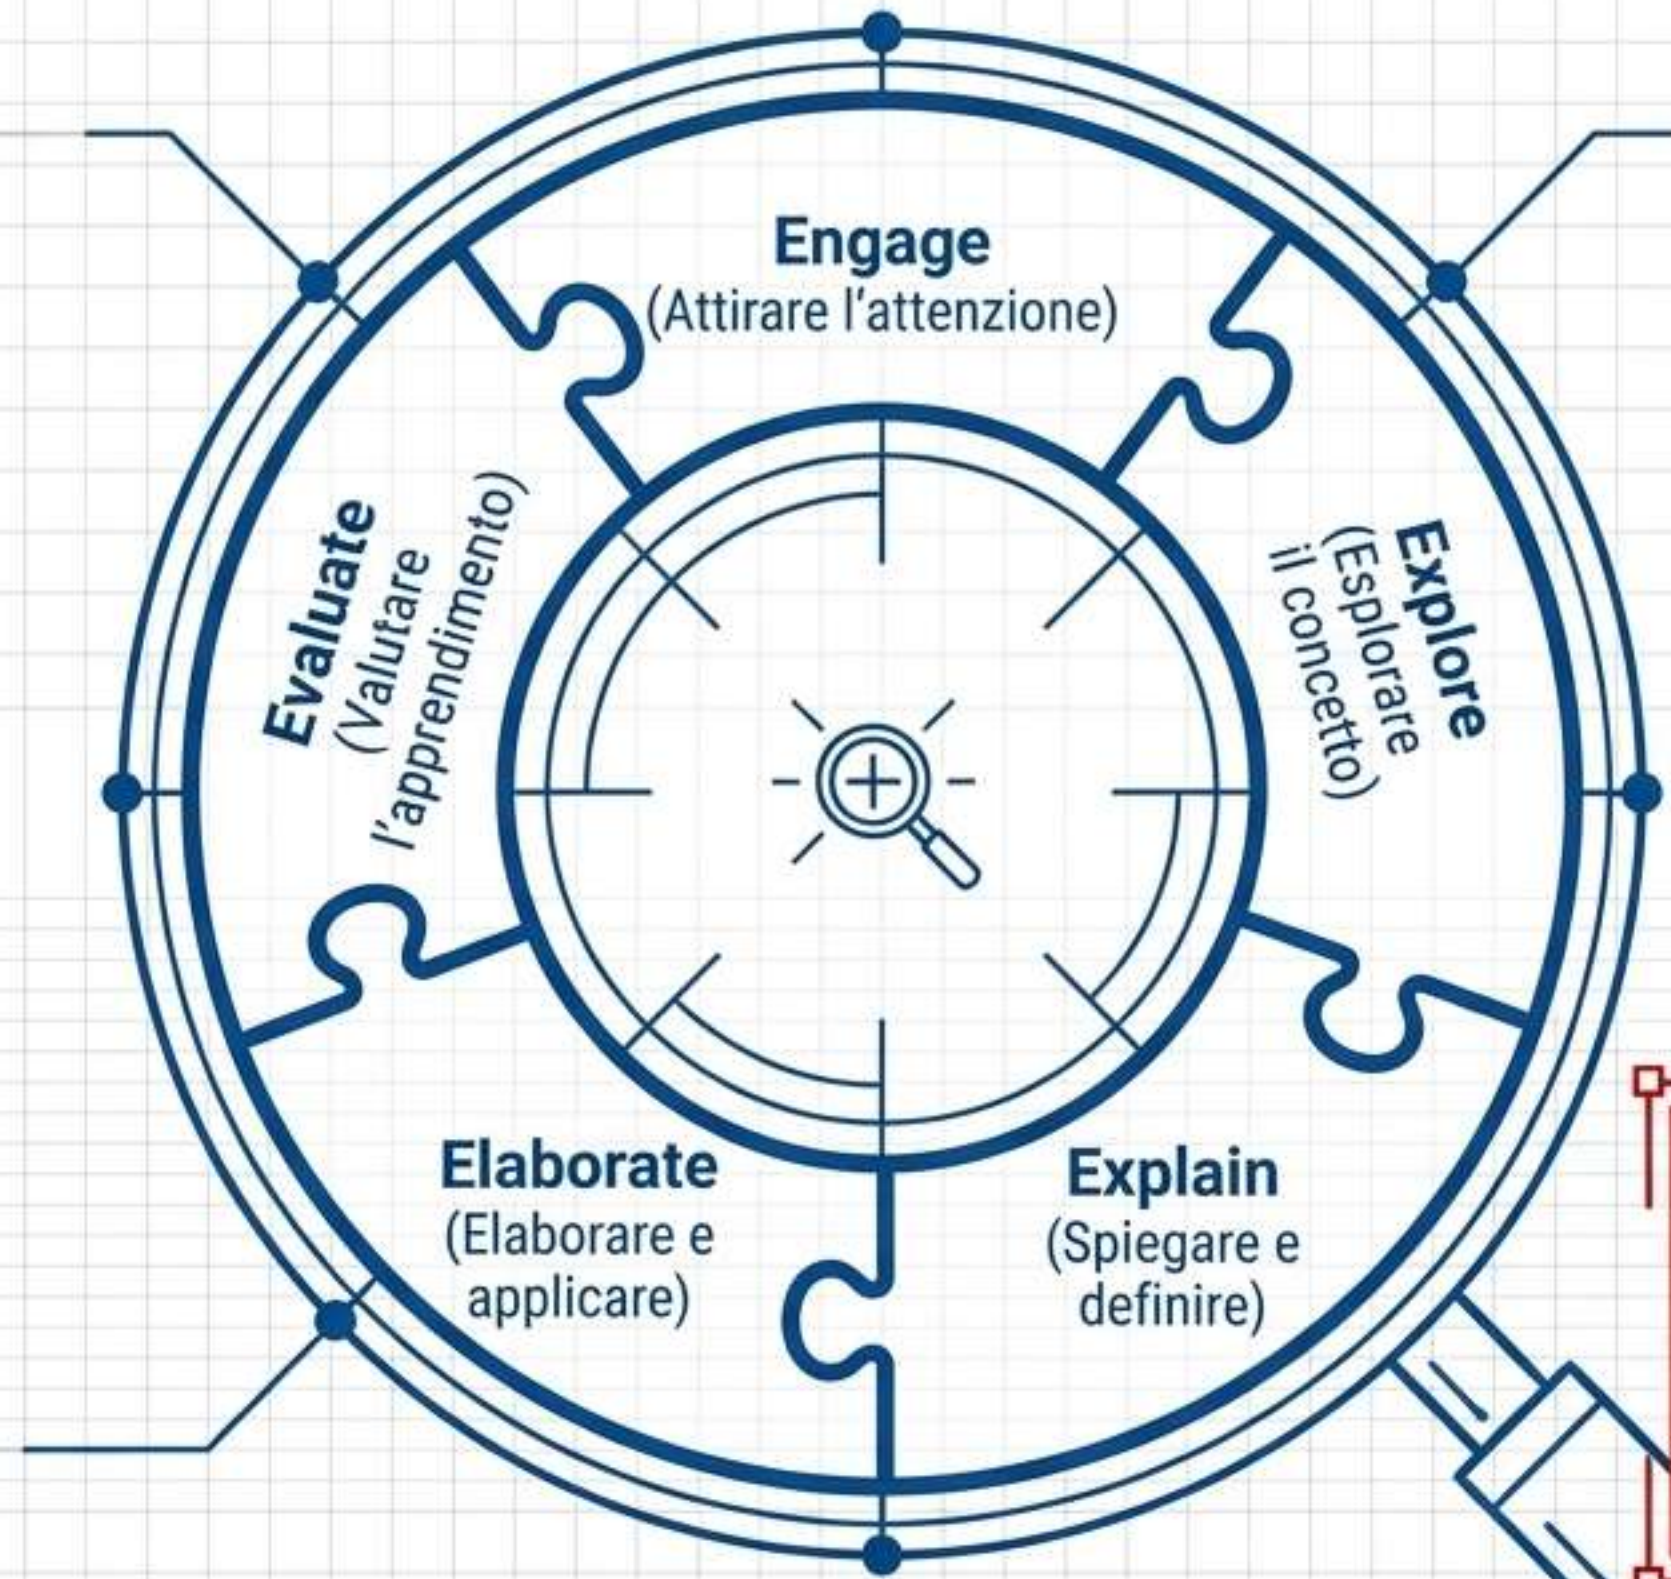 Engage
(Attirare l'attenzione)
Explore
(Esplorare
il concetto)
Explain
(Spiegare e
definire)
Elaborate
(Elaborare e
applicare)
Evaluate
(Valutare
l'apprendimento)